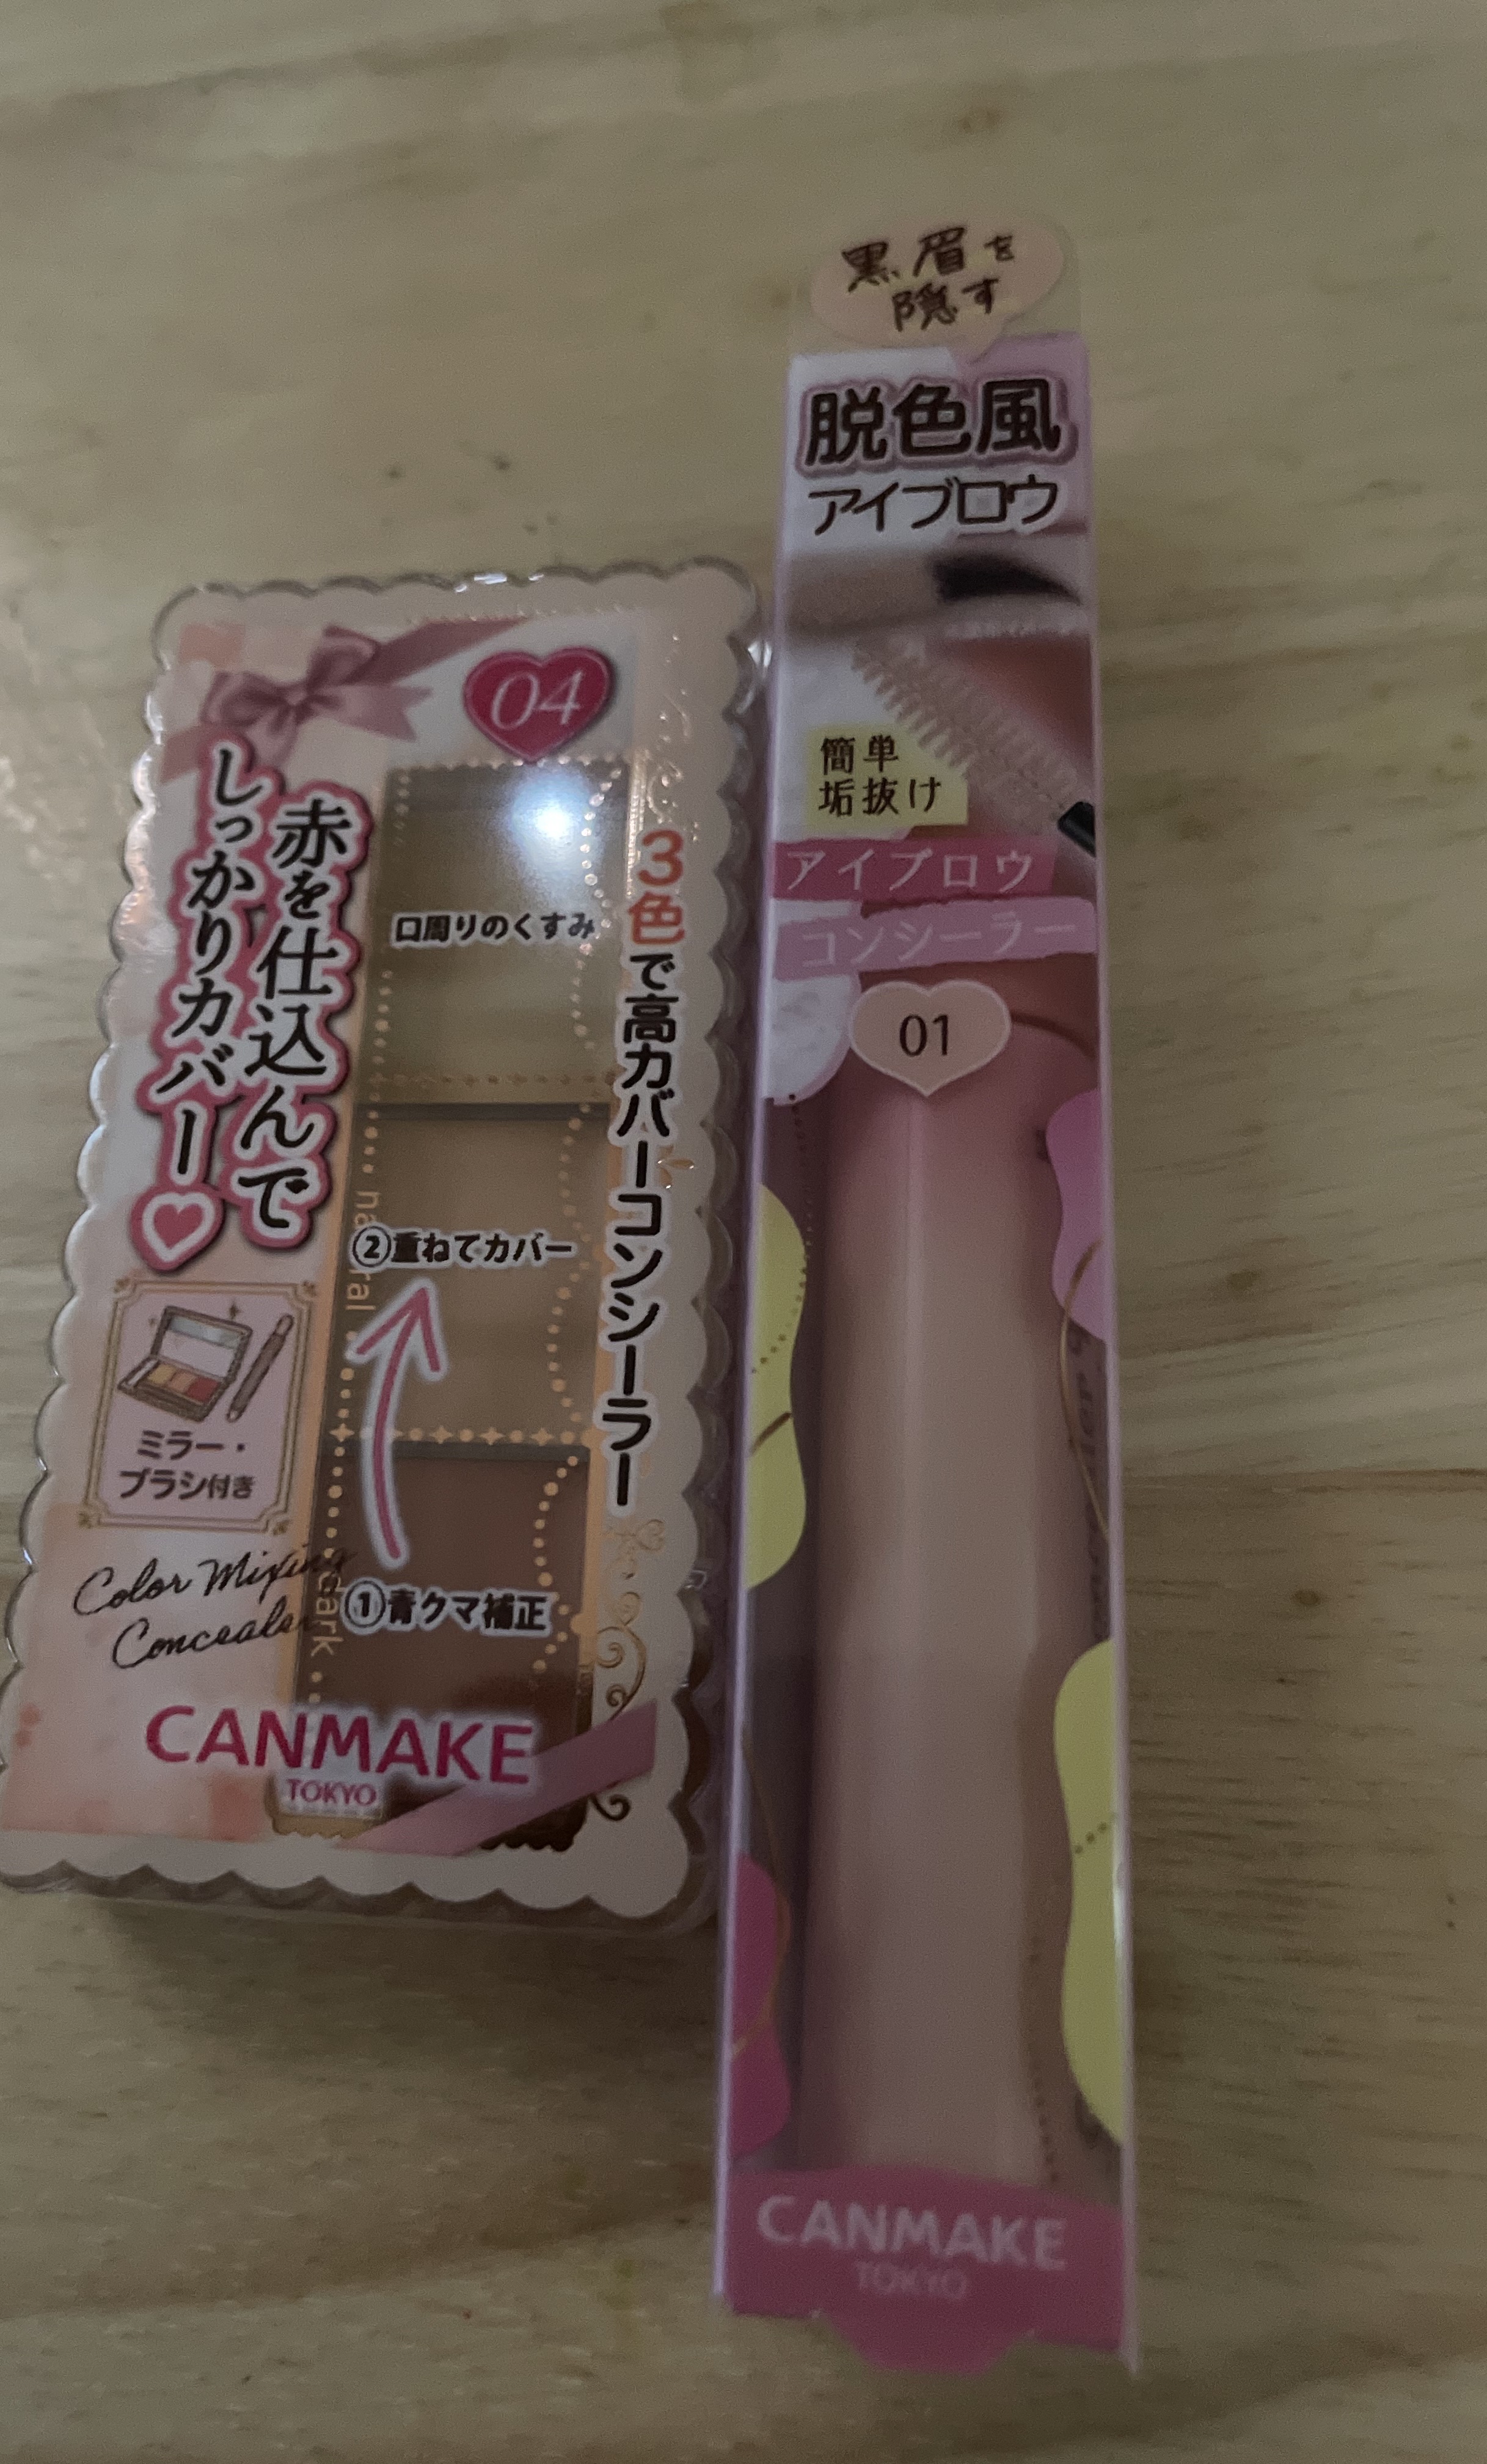 04
赤を仕込んで
しっかりカバー
3色で高カバーコンシーラー
口周りのくすみ
natural
②重ねてカバー
①青クマ補正
dark
ミラー・
ブラシ付き
Color Mixing
Concealer
CANMAKE
TOKYO
黒眉を
隠す
脱色風
アイブロウ
簡単
垢抜け
アイブロウ
コンシーラー
01
CANMAKE
TOKYO